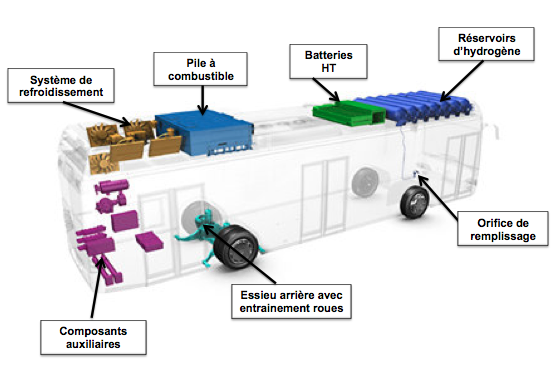 Réservoirs
d'hydrogène
Batteries
HT
Pile à
combustible
Système de
refroidissement
Orifice de
remplissage
Essieu arrière avec
entrainement roues
Composants
auxiliaires